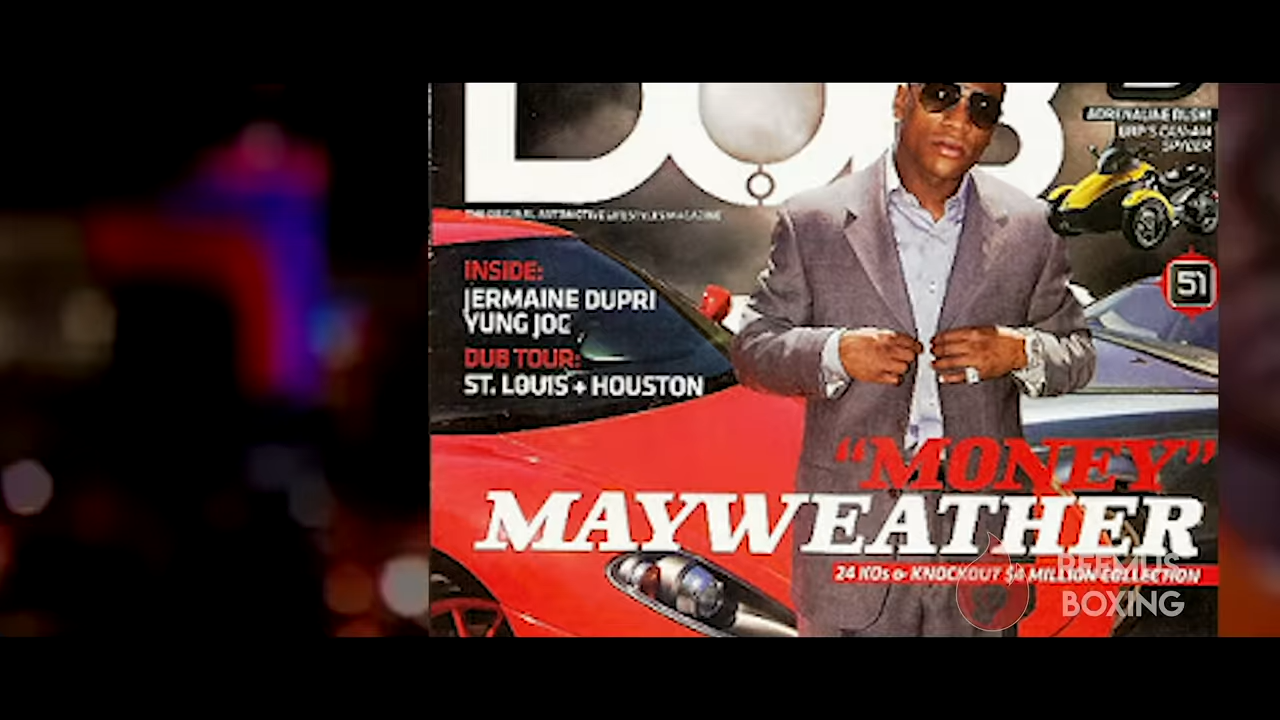 DUB
ADRENALINE RUSH!
BRP'S CAN-AM
SPYDER
THE ORIGINAL AUTOMOTIVE LIFESTYLES MAGAZINE
INSIDE:
JERMAINE DUPRI
YUNG JOC
DUB TOUR:
ST. LOUIS + HOUSTON
51
"MONEY"
MAYWEATHER
24 KOs & KNOCKOUT $4 MILLION COLLECTION
REEMUS
BOXING